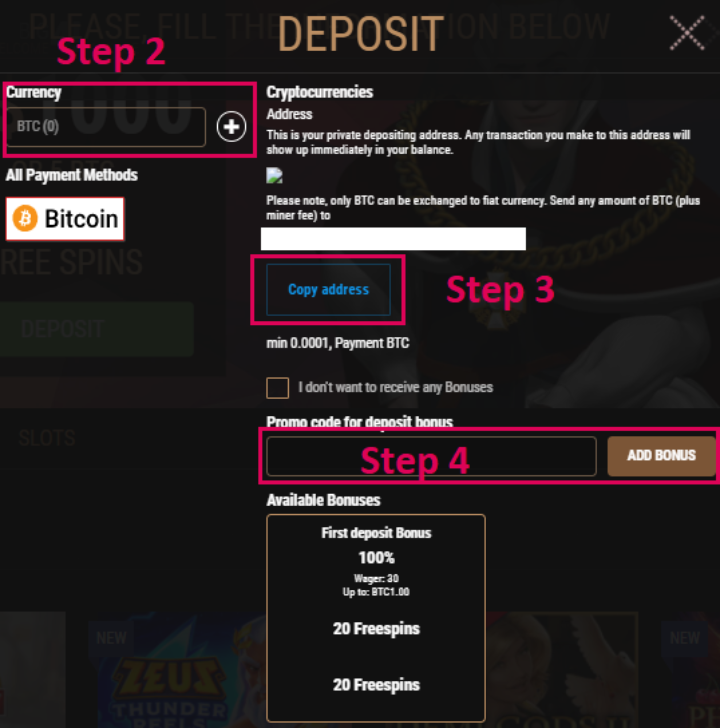 PLEASE, FILL THE INFORMATION BELOW
DEPOSIT
Step 2
Currency
BTC (0)
All Payment Methods
Bitcoin
FREE SPINS
DEPOSIT
SLOTS
Cryptocurrencies
Address
This is your private depositing address. Any transaction you make to this address will
show up immediately in your balance.
Please note, only BTC can be exchanged to fiat currency. Send any amount of BTC (plus
miner fee) to
Copy address
Step 3
min 0.0001, Payment BTC
I don't want to receive any Bonuses
Promo code for deposit bonus
Step 4
ADD BONUS
Available Bonuses
First deposit Bonus
100%
Wager: 30
Up to: BTC1.00
20 Freespins
20 Freespins
NEW
ZEUS
THUNDER
REELS
NEW